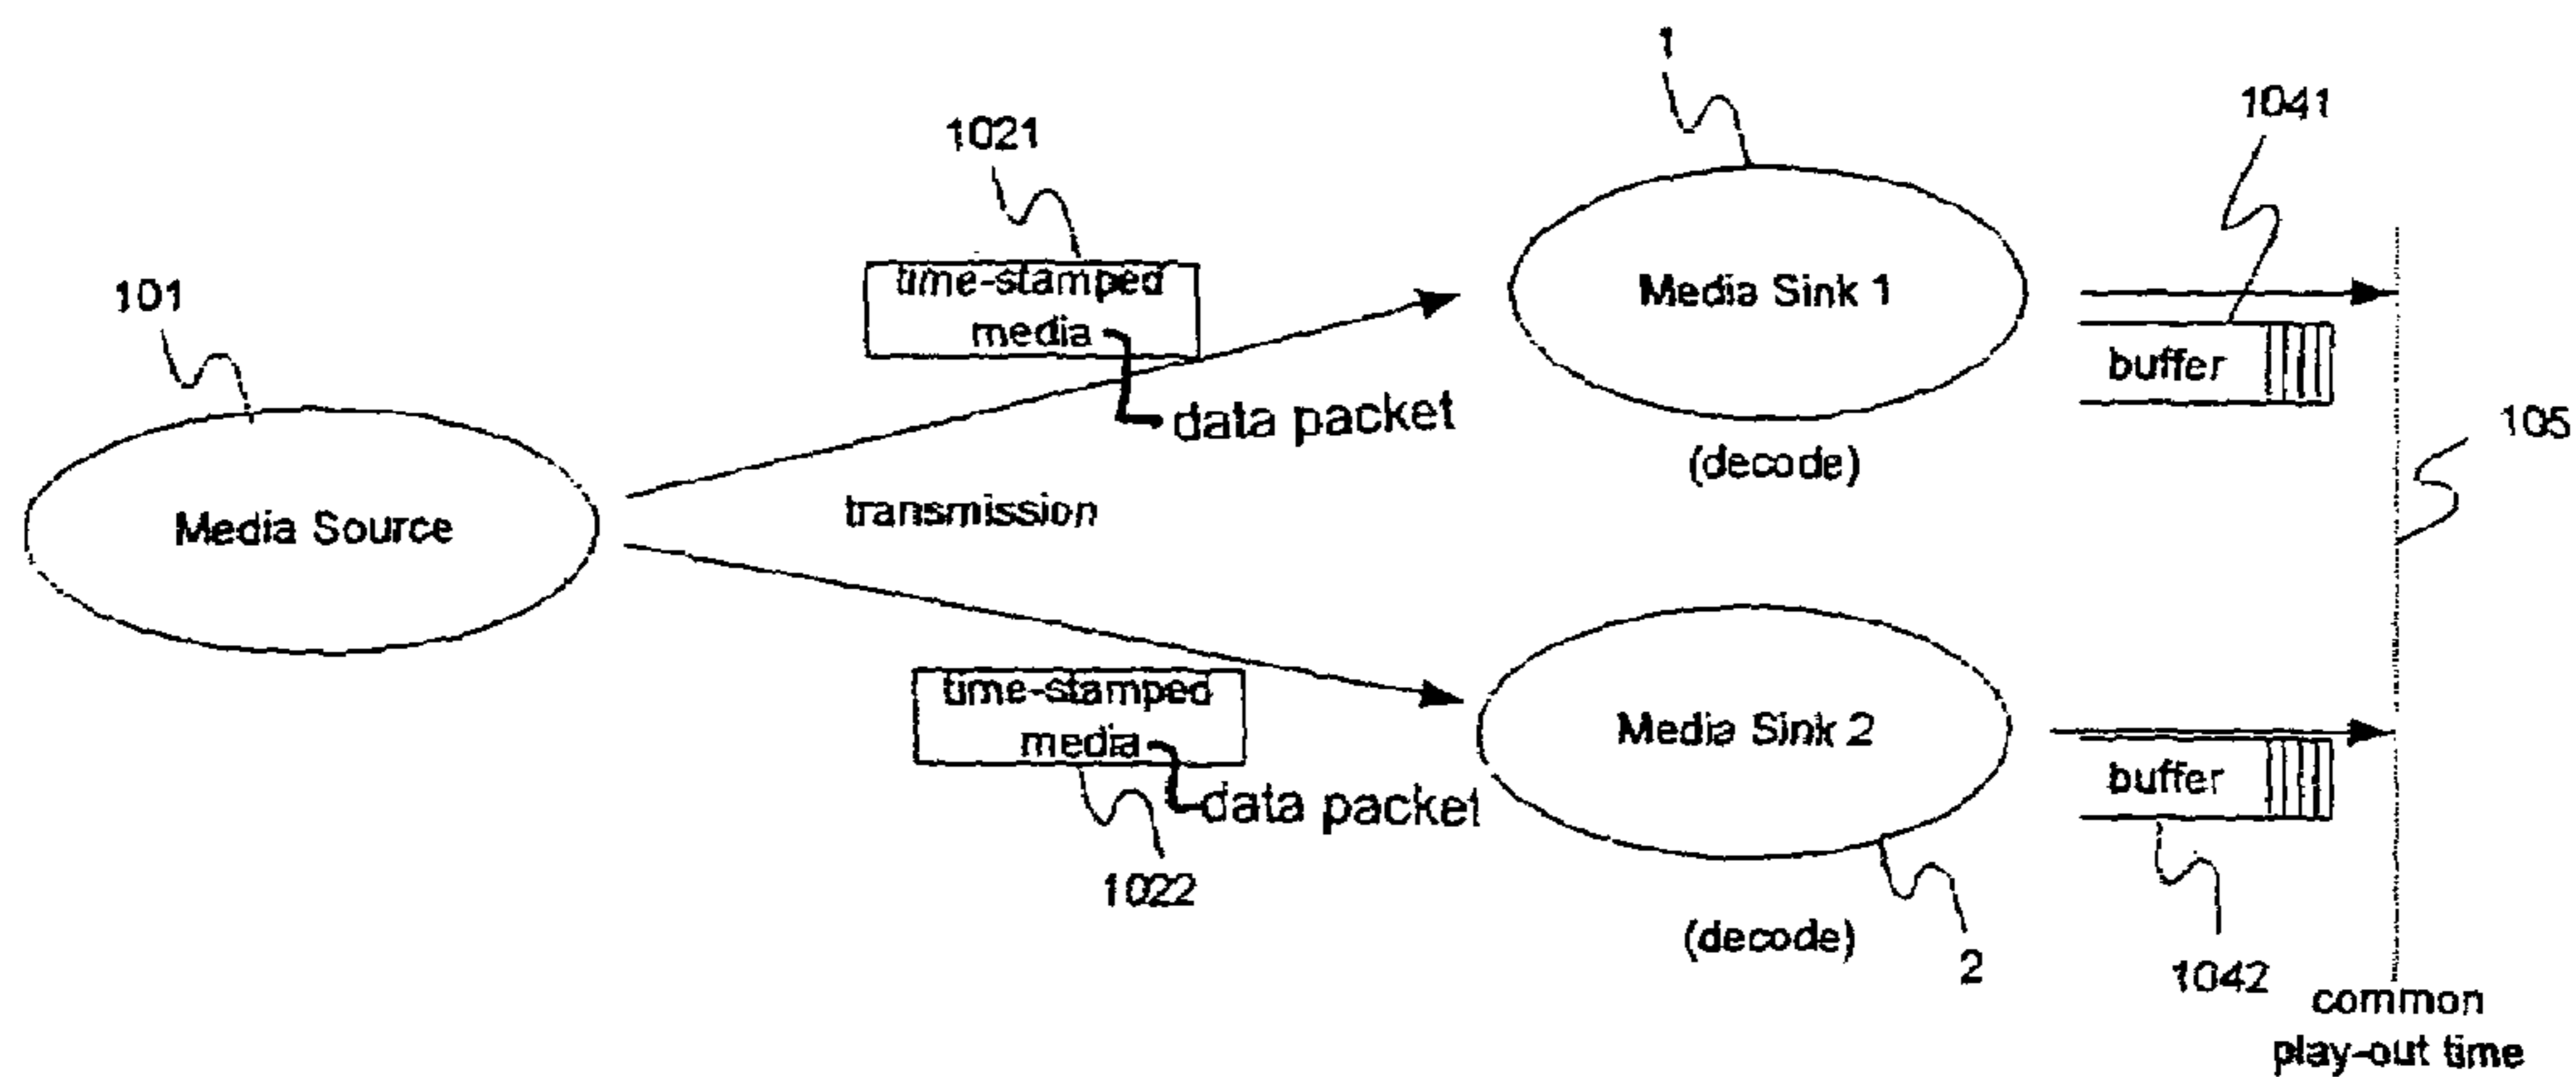 1
1041
1021
101
time-stamped
media
data packet
Media Sink 1
buffer
(decode)
105
Media Source
transmission
time-stamped
media
data packet
1022
Media Sink 2
buffer
(decode)
2
1042
common
play-out time